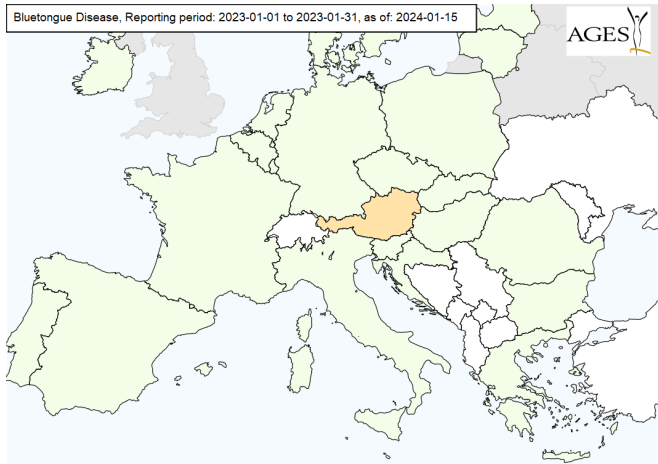 Bluetongue Disease, Reporting period: 2023-01-01 to 2023-01-31, as of: 2024-01-15
AGES